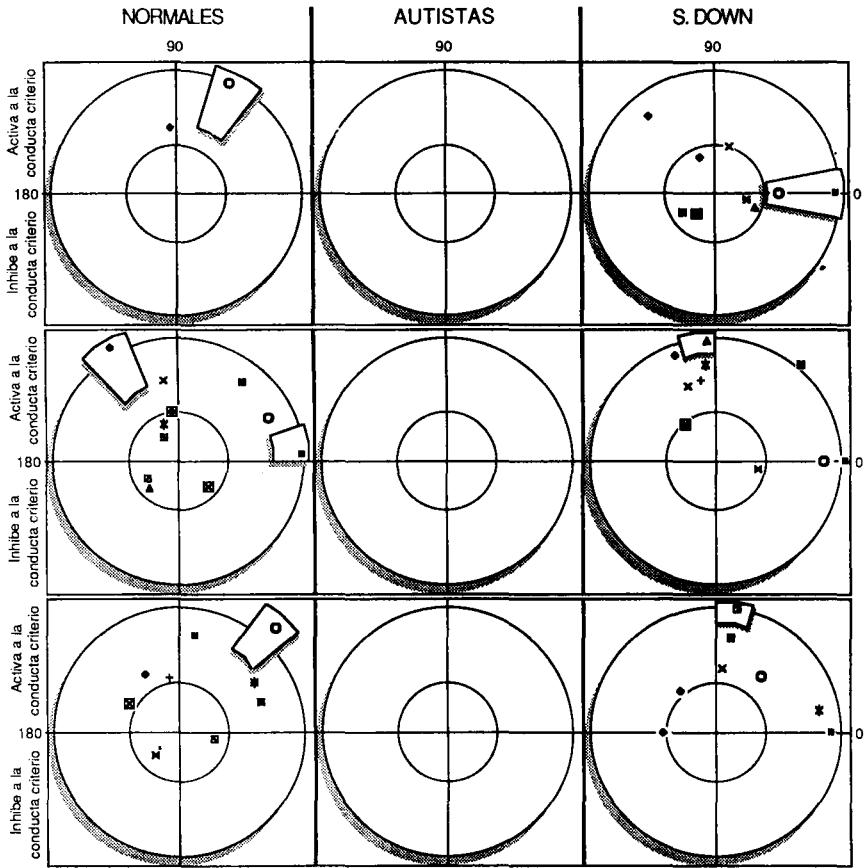 NORMALES AUTISTAS S. DOWN
90 90
Activa a la
conducta criterio
180 0
Inhibe a la
conducta criterio
Activa a la
conducta criterio
180 0
Inhibe a la
conducta criterio
Activa a la
conducta criterio
180 0
Inhibe a la
conducta criterio